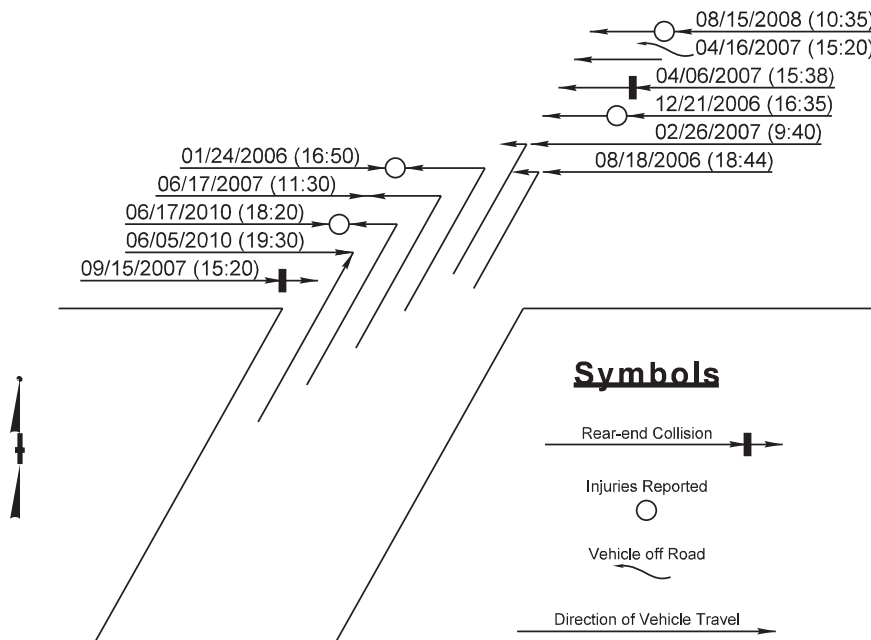 08/15/2008 (10:35)
04/16/2007 (15:20)
04/06/2007 (15:38)
12/21/2006 (16:35)
02/26/2007 (9:40)
08/18/2006 (18:44)
01/24/2006 (16:50)
06/17/2007 (11:30)
06/17/2010 (18:20)
06/05/2010 (19:30)
09/15/2007 (15:20)
Symbols
Rear-end Collision
Injuries Reported
Vehicle off Road
Direction of Vehicle Travel